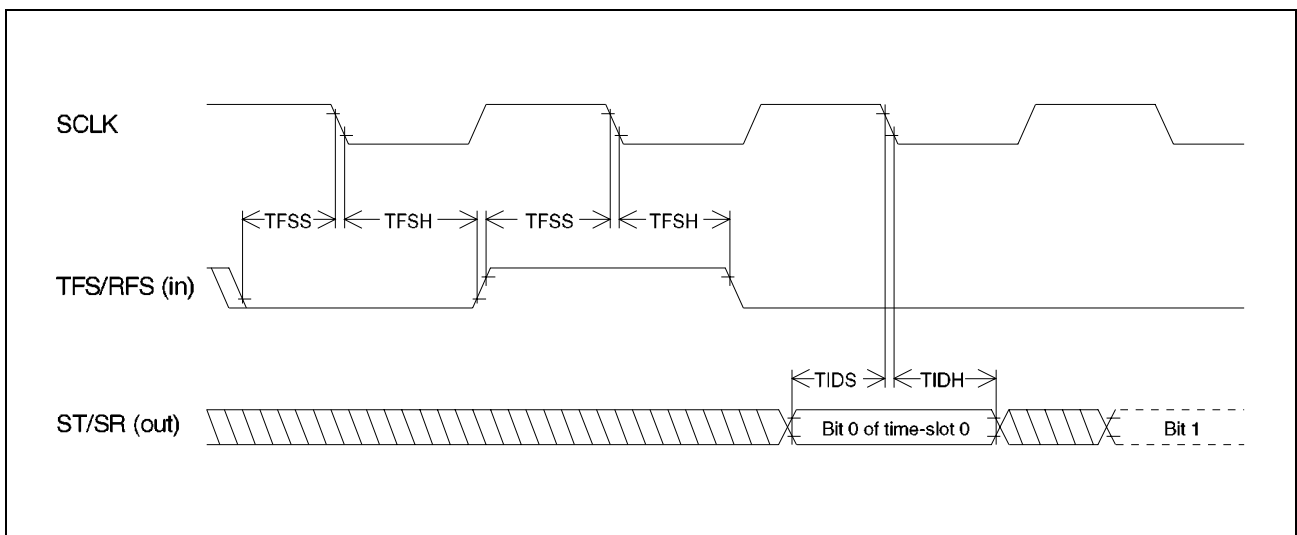 SCLK
TFSS TFSH TFSS TFSH
TFS/RFS (in)
TIDS TIDH
ST/SR (out) Bit 0 of time-slot 0 Bit 1